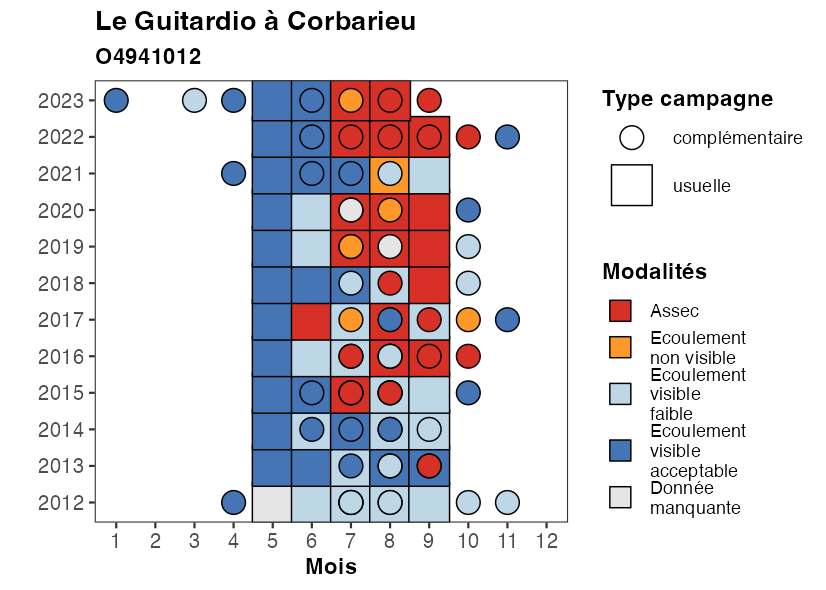 Le Guitardio à Corbarieu
O4941012
2023
2022
2021
2020
2019
2018
2017
2016
2015
2014
2013
2012
1 2 3 4 5 6 7 8 9 10 11 12
Mois
Type campagne
complémentaire
usuelle
Modalités
Assec
Ecoulement
non visible
Ecoulement
visible
faible
Ecoulement
visible
acceptable
Donnée
manquante